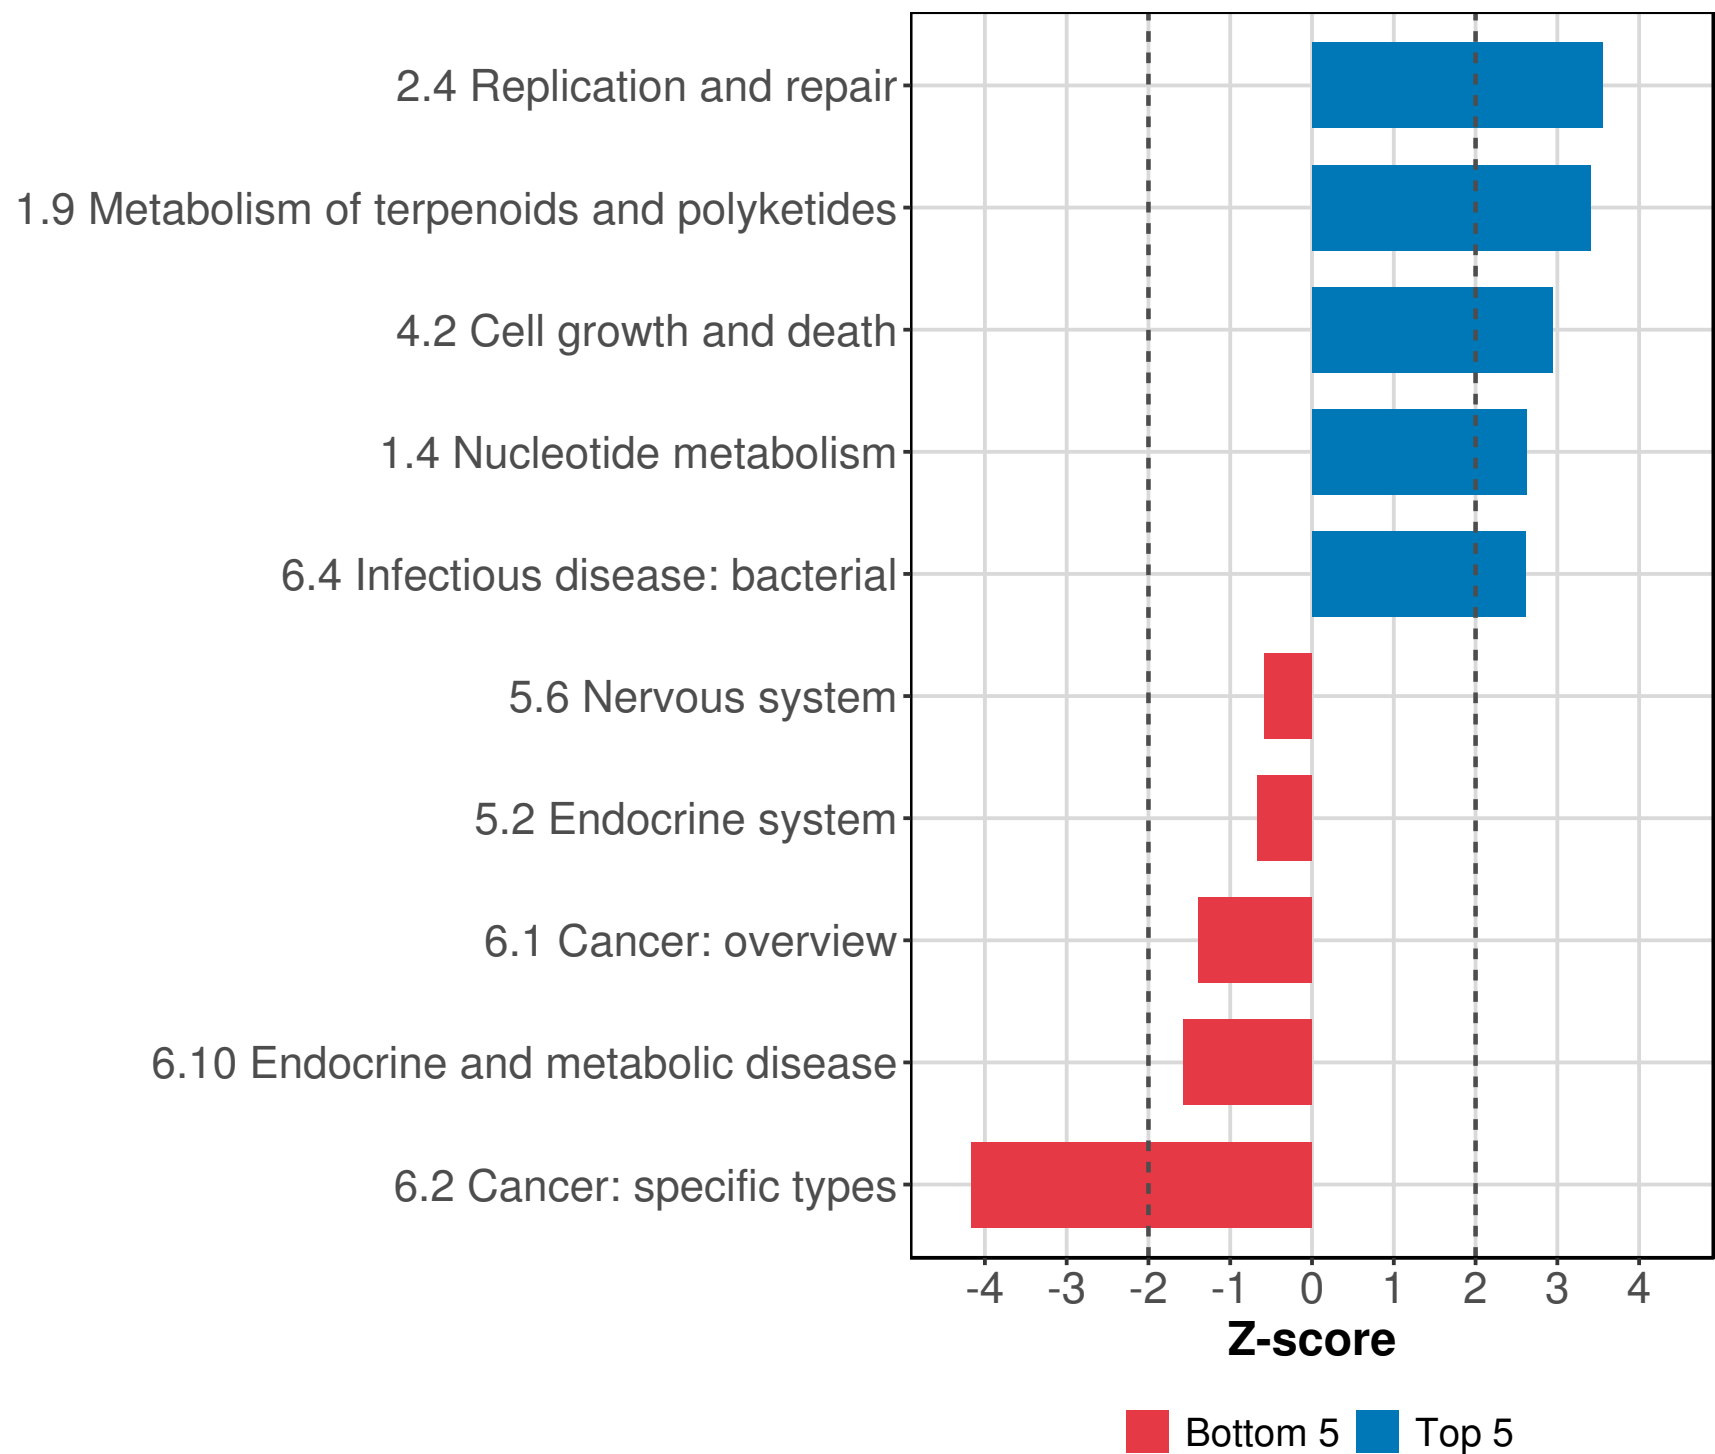 2.4 Replication and repair
1.9 Metabolism of terpenoids and polyketides
4.2 Cell growth and death
1.4 Nucleotide metabolism
6.4 Infectious disease: bacterial
5.6 Nervous system
5.2 Endocrine system
6.1 Cancer: overview
6.10 Endocrine and metabolic disease
6.2 Cancer: specific types
-4 -3 -2 -1 0 1 2 3 4
Z-score
Bottom 5 Top 5